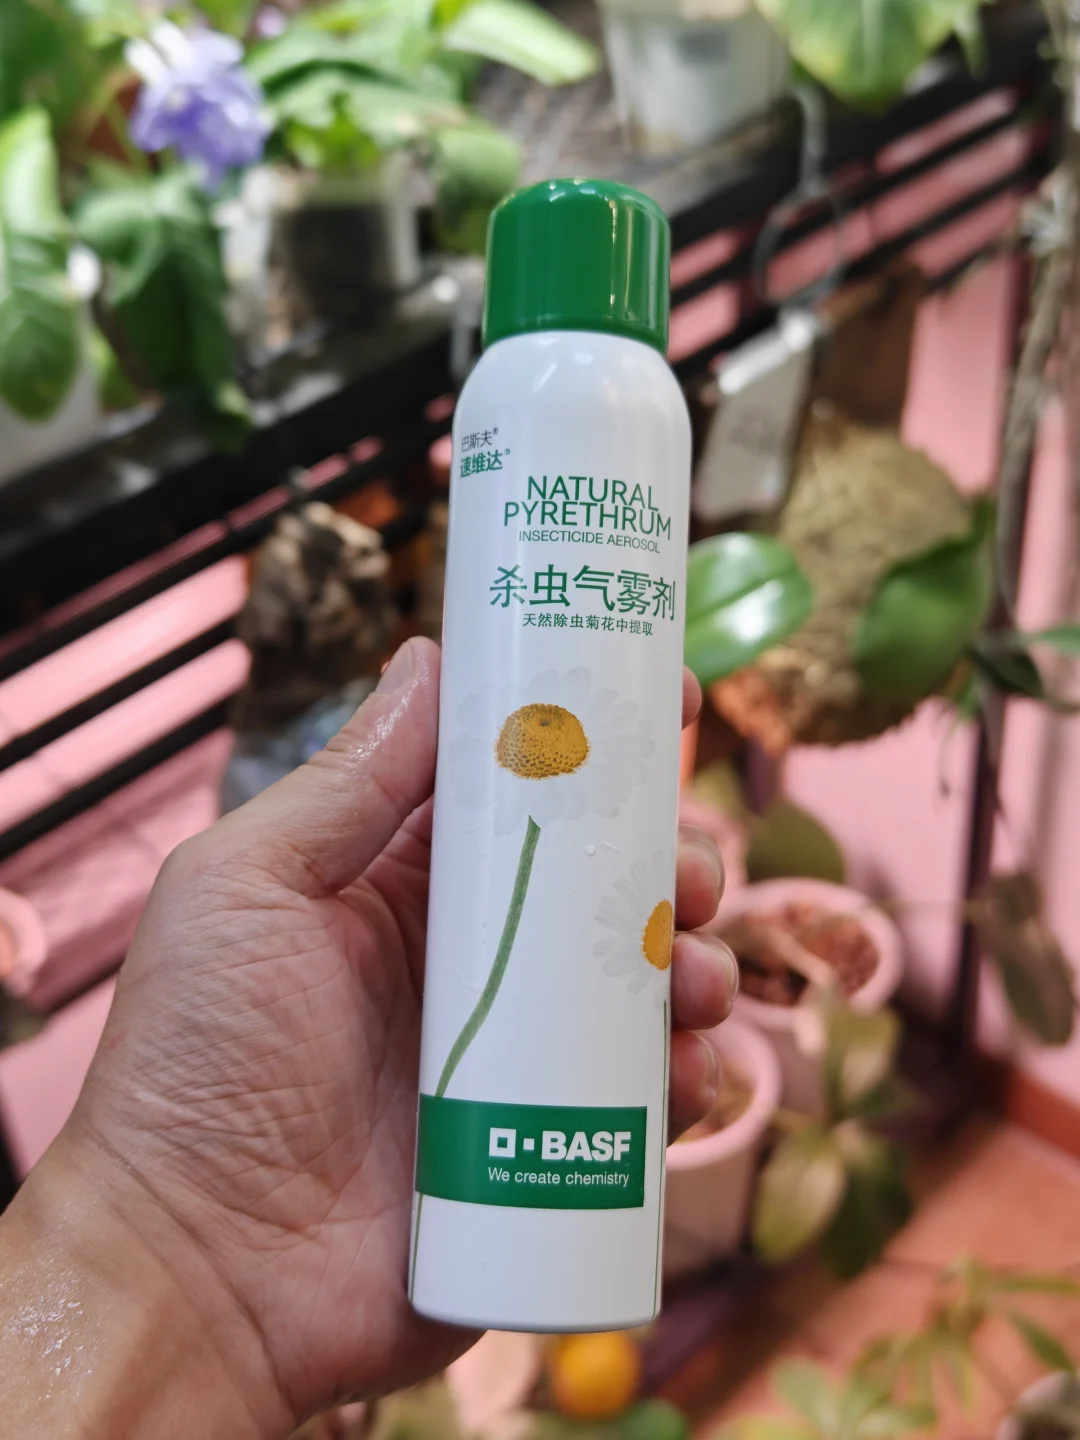 巴斯夫®
速维达®
NATURAL
PYRETHRUM
INSECTICIDE AEROSOL
杀虫气雾剂
天然除虫菊花中提取
BASF
We create chemistry